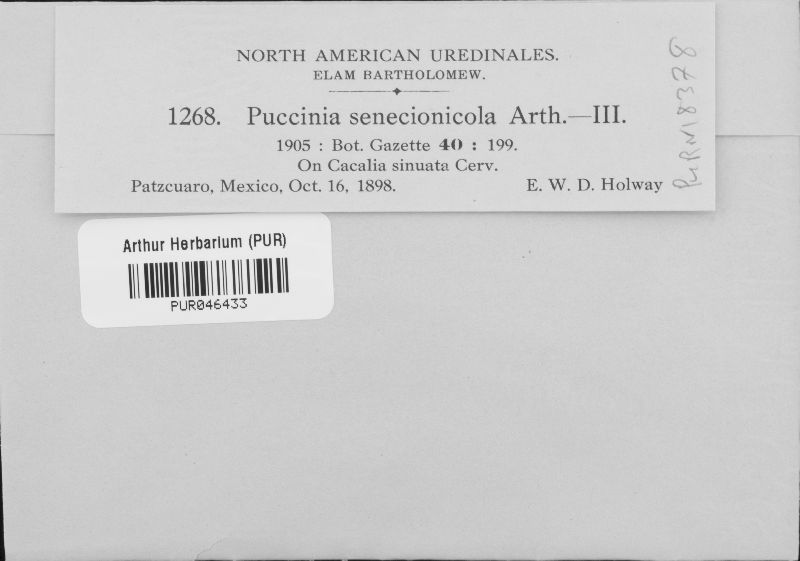 NORTH AMERICAN UREDINALES.
ELAM BARTHOLOMEW.
1268. Puccinia senecionicola Arth.—III.
1905 : Bot. Gazette 40 : 199.
On Cacalia sinuata Cerv.
Patzcuaro, Mexico, Oct. 16, 1898. E. W. D. Holway
PURN18378
Arthur Herbarium (PUR)
PUR046433